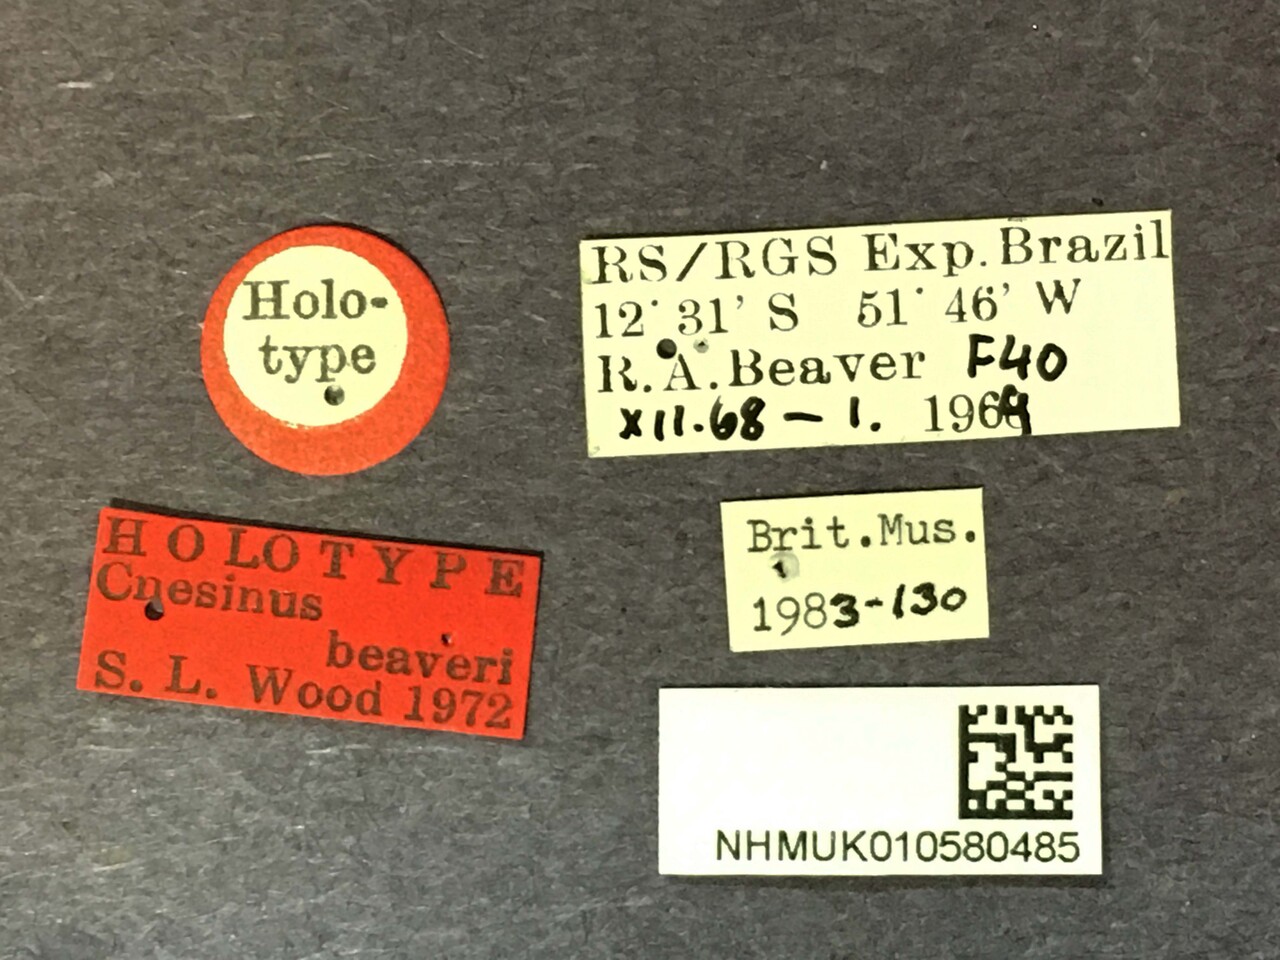 Holo-
type
RS/RGS Exp. Brazil
12° 31' S 51° 46' W
R.A.Beaver F40
XII.68 - 1. 1969
HOLOTYPE
Cnesinus
beaveri
S. L. Wood 1972
Brit.Mus.
1983-130
NHMUK010580485